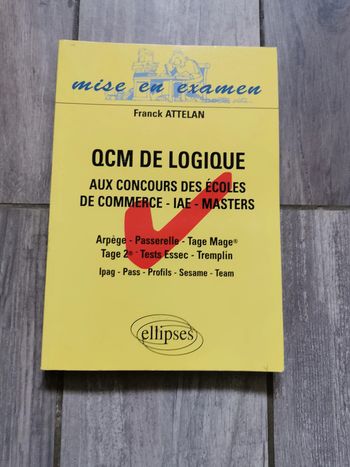 mise en examen
Franck ATTELAN
QCM DE LOGIQUE
AUX CONCOURS DES ÉCOLES
DE COMMERCE - IAE - MASTERS
Arpège - Passerelle - Tage Mage®
Tage 2® - Tests Essec - Tremplin
Ipag - Pass - Profils - Sesame - Team
ellipses